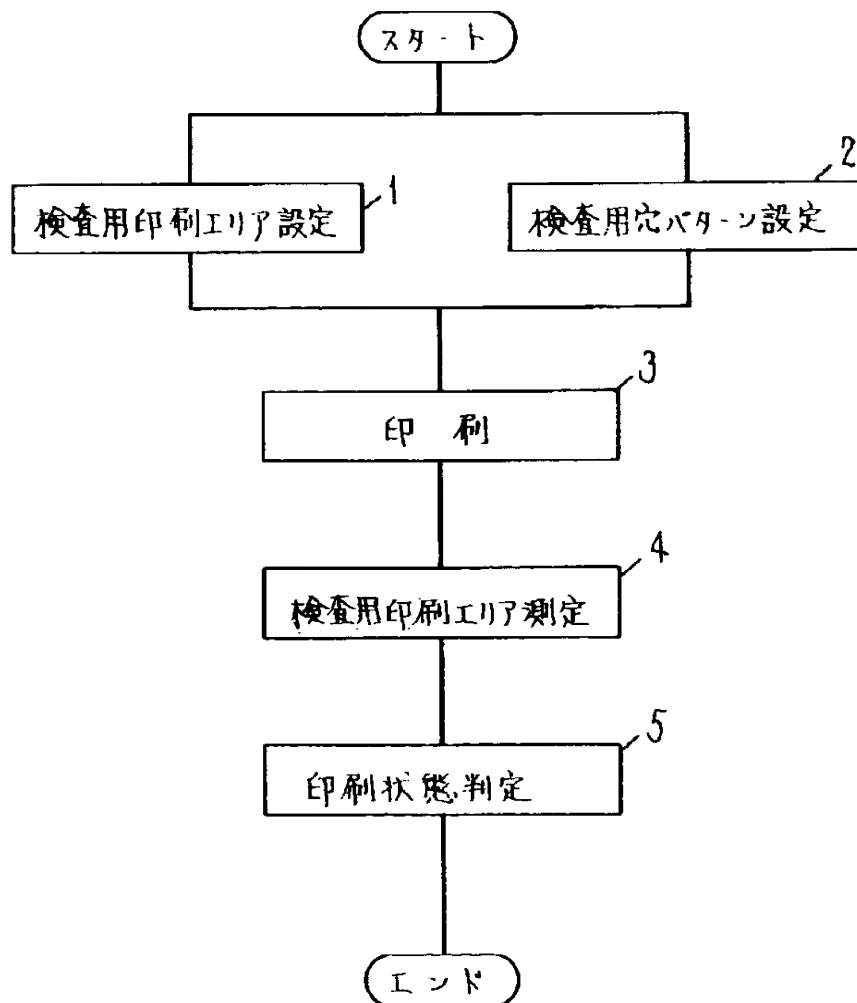 スタート
1
検査用印刷エリア設定
2
検査用穴パターン設定
3
印 刷
4
検査用印刷エリア測定
5
印刷状態判定
エンド